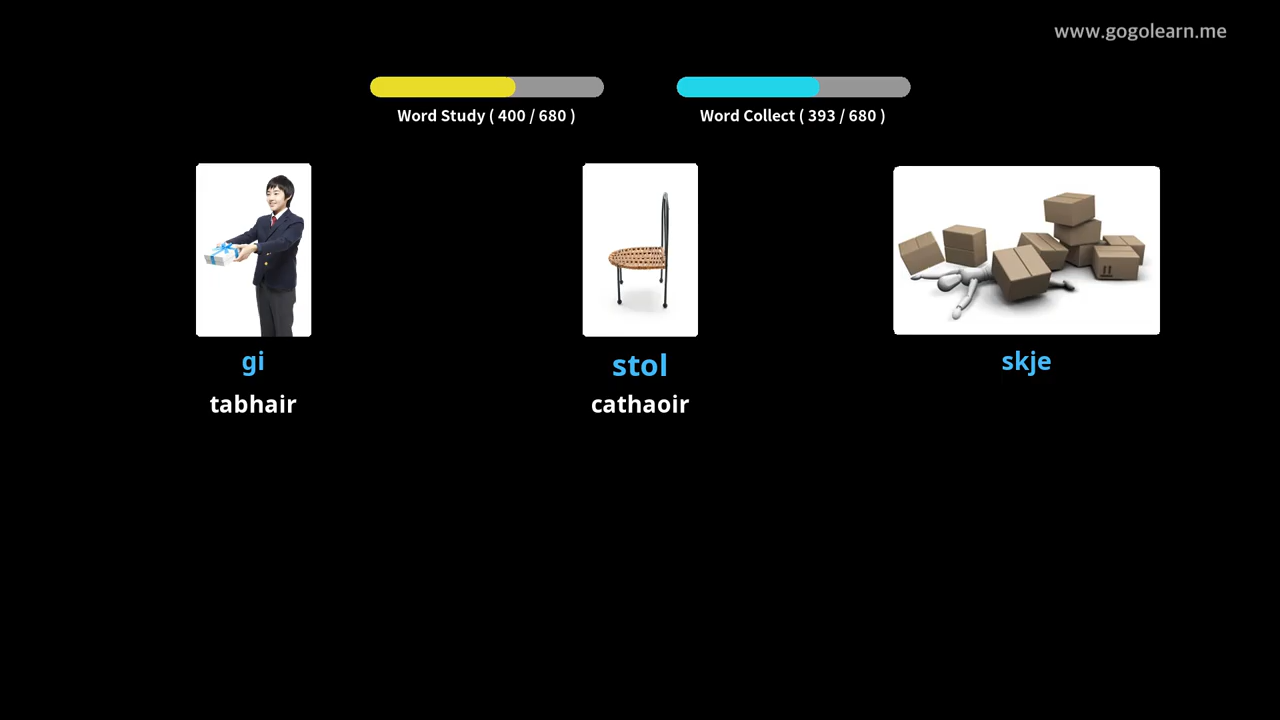 www.gogolearn.me
Word Study ( 400 / 680 )
Word Collect ( 393 / 680 )
gi
stol
skje
tabhair
cathaoir